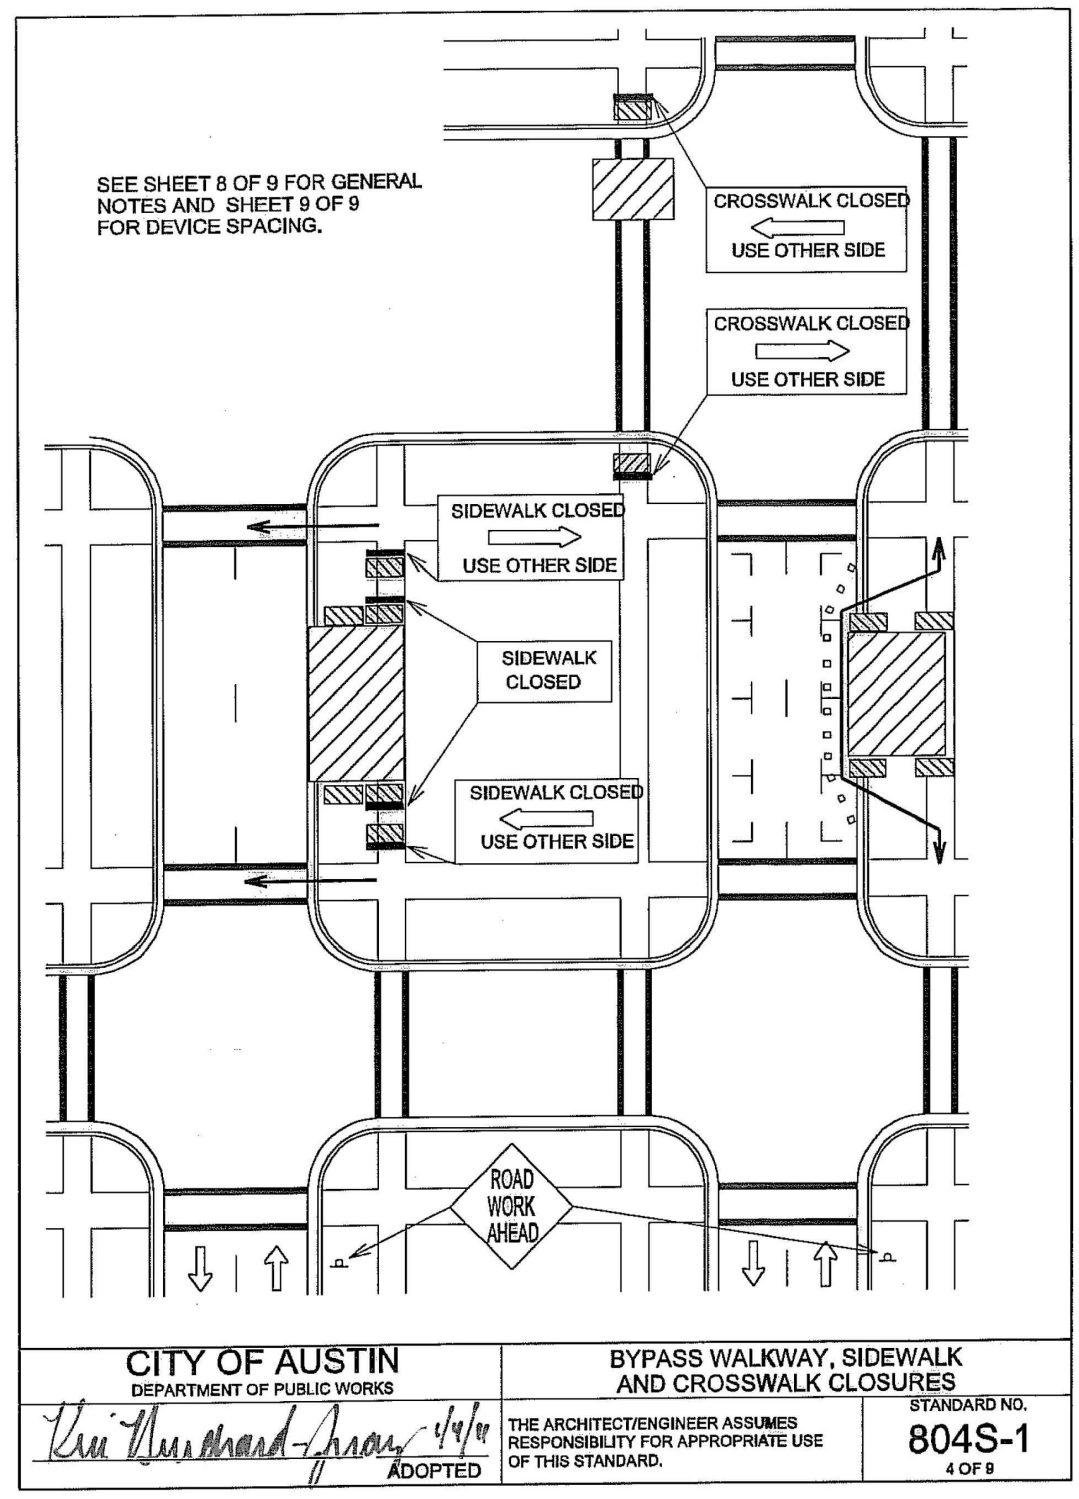 SEE SHEET 8 OF 9 FOR GENERAL
NOTES AND SHEET 9 OF 9
FOR DEVICE SPACING.
CROSSWALK CLOSED
USE OTHER SIDE
CROSSWALK CLOSED
USE OTHER SIDE
SIDEWALK CLOSED
USE OTHER SIDE
SIDEWALK
CLOSED
SIDEWALK CLOSED
USE OTHER SIDE
ROAD
WORK
AHEAD
CITY OF AUSTIN
DEPARTMENT OF PUBLIC WORKS
ADOPTED
BYPASS WALKWAY, SIDEWALK
AND CROSSWALK CLOSURES
THE ARCHITECT/ENGINEER ASSUMES
RESPONSIBILITY FOR APPROPRIATE USE
OF THIS STANDARD.
STANDARD NO.
804S-1
4 OF 9